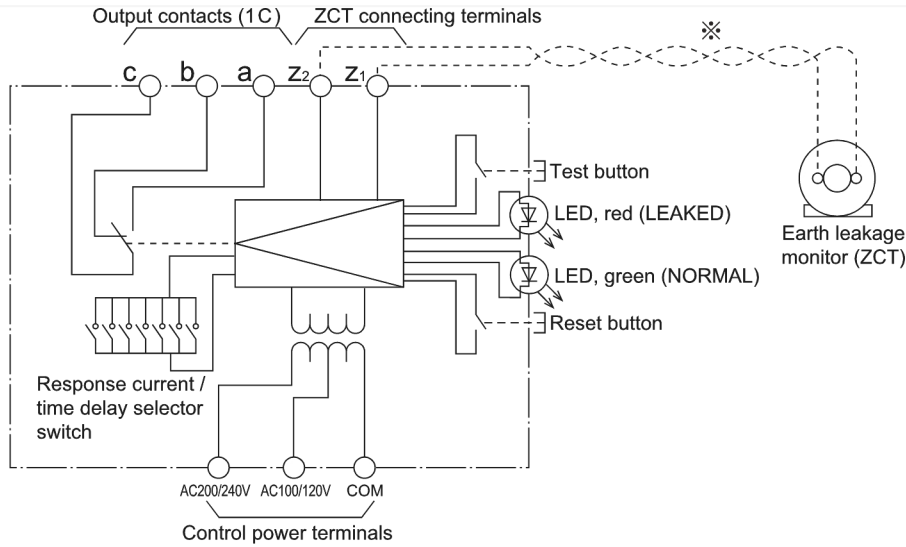 Output contacts (1C)
ZCT connecting terminals
※
c
b
a
Z₂
Z₁
Test button
LED, red (LEAKED)
Earth leakage
monitor (ZCT)
LED, green (NORMAL)
Reset button
Response current /
time delay selector
switch
AC200/240V
AC100/120V
COM
Control power terminals